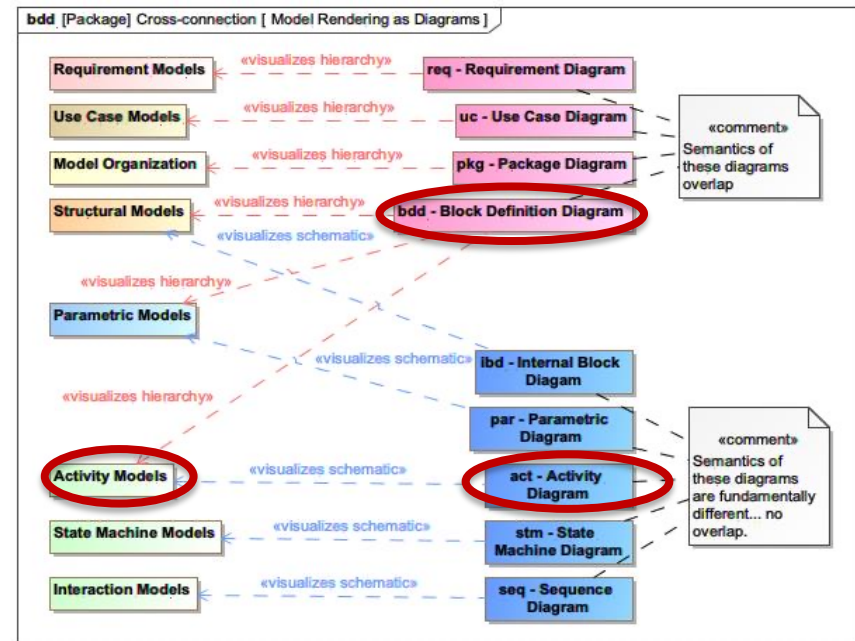 bdd [Package] Cross-connection [ Model Rendering as Diagrams ]
Requirement Models
«visualizes hierarchy»
req - Requirement Diagram
Use Case Models
«visualizes hierarchy»
uc - Use Case Diagram
«comment»
Semantics of
these diagrams
overlap
Model Organization
«visualizes hierarchy»
pkg - Package Diagram
Structural Models
«visualizes hierarchy»
bdd - Block Definition Diagram
«visualizes schematic»
«visualizes hierarchy»
Parametric Models
«visualizes schematic»
ibd - Internal Block
Diagam
«visualizes hierarchy»
par - Parametric
Diagram
«comment»
Semantics of
these diagrams
are fundamentally
different... no
overlap.
Activity Models
«visualizes schematic»
act - Activity
Diagram
State Machine Models
«visualizes schematic»
stm - State
Machine Diagram
Interaction Models
«visualizes schematic»
seq - Sequence
Diagram